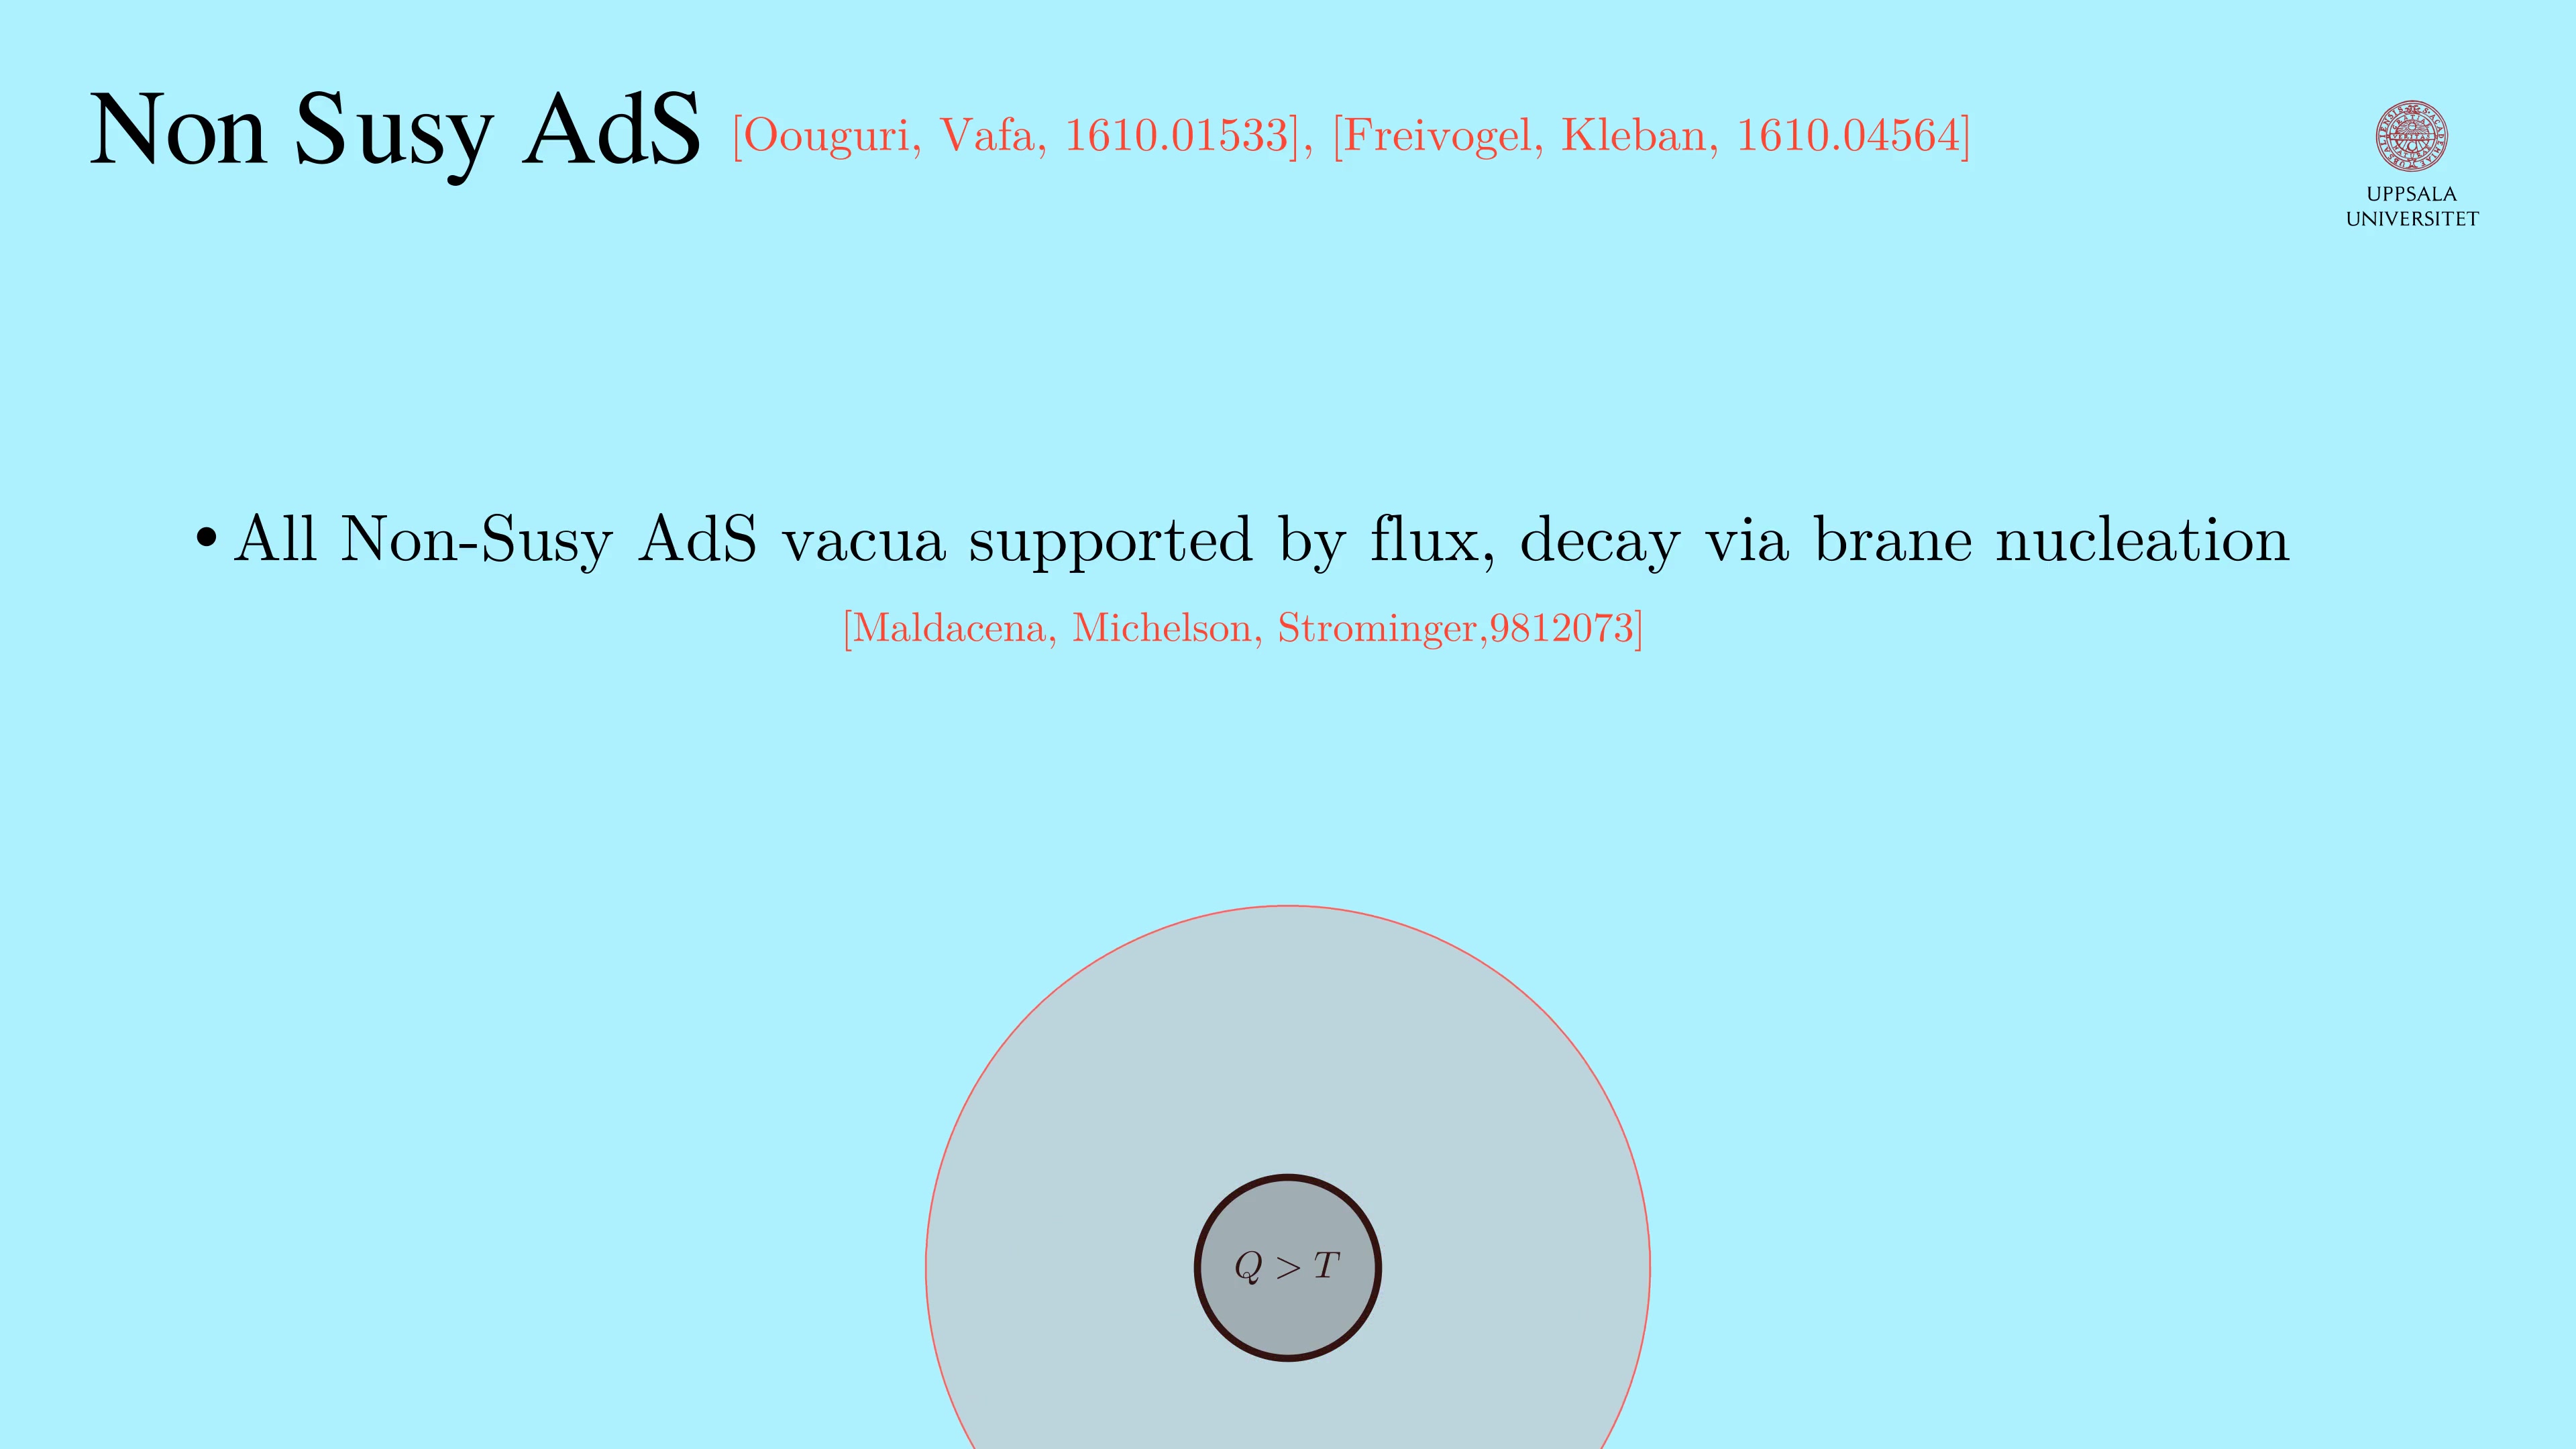 Non Susy AdS [Oouguri, Vafa, 1610.01533], [Freivogel, Kleban, 1610.04564]
UPPSALA
UNIVERSITET
• All Non-Susy AdS vacua supported by flux, decay via brane nucleation
[Maldacena, Michelson, Strominger,9812073]
Q > T